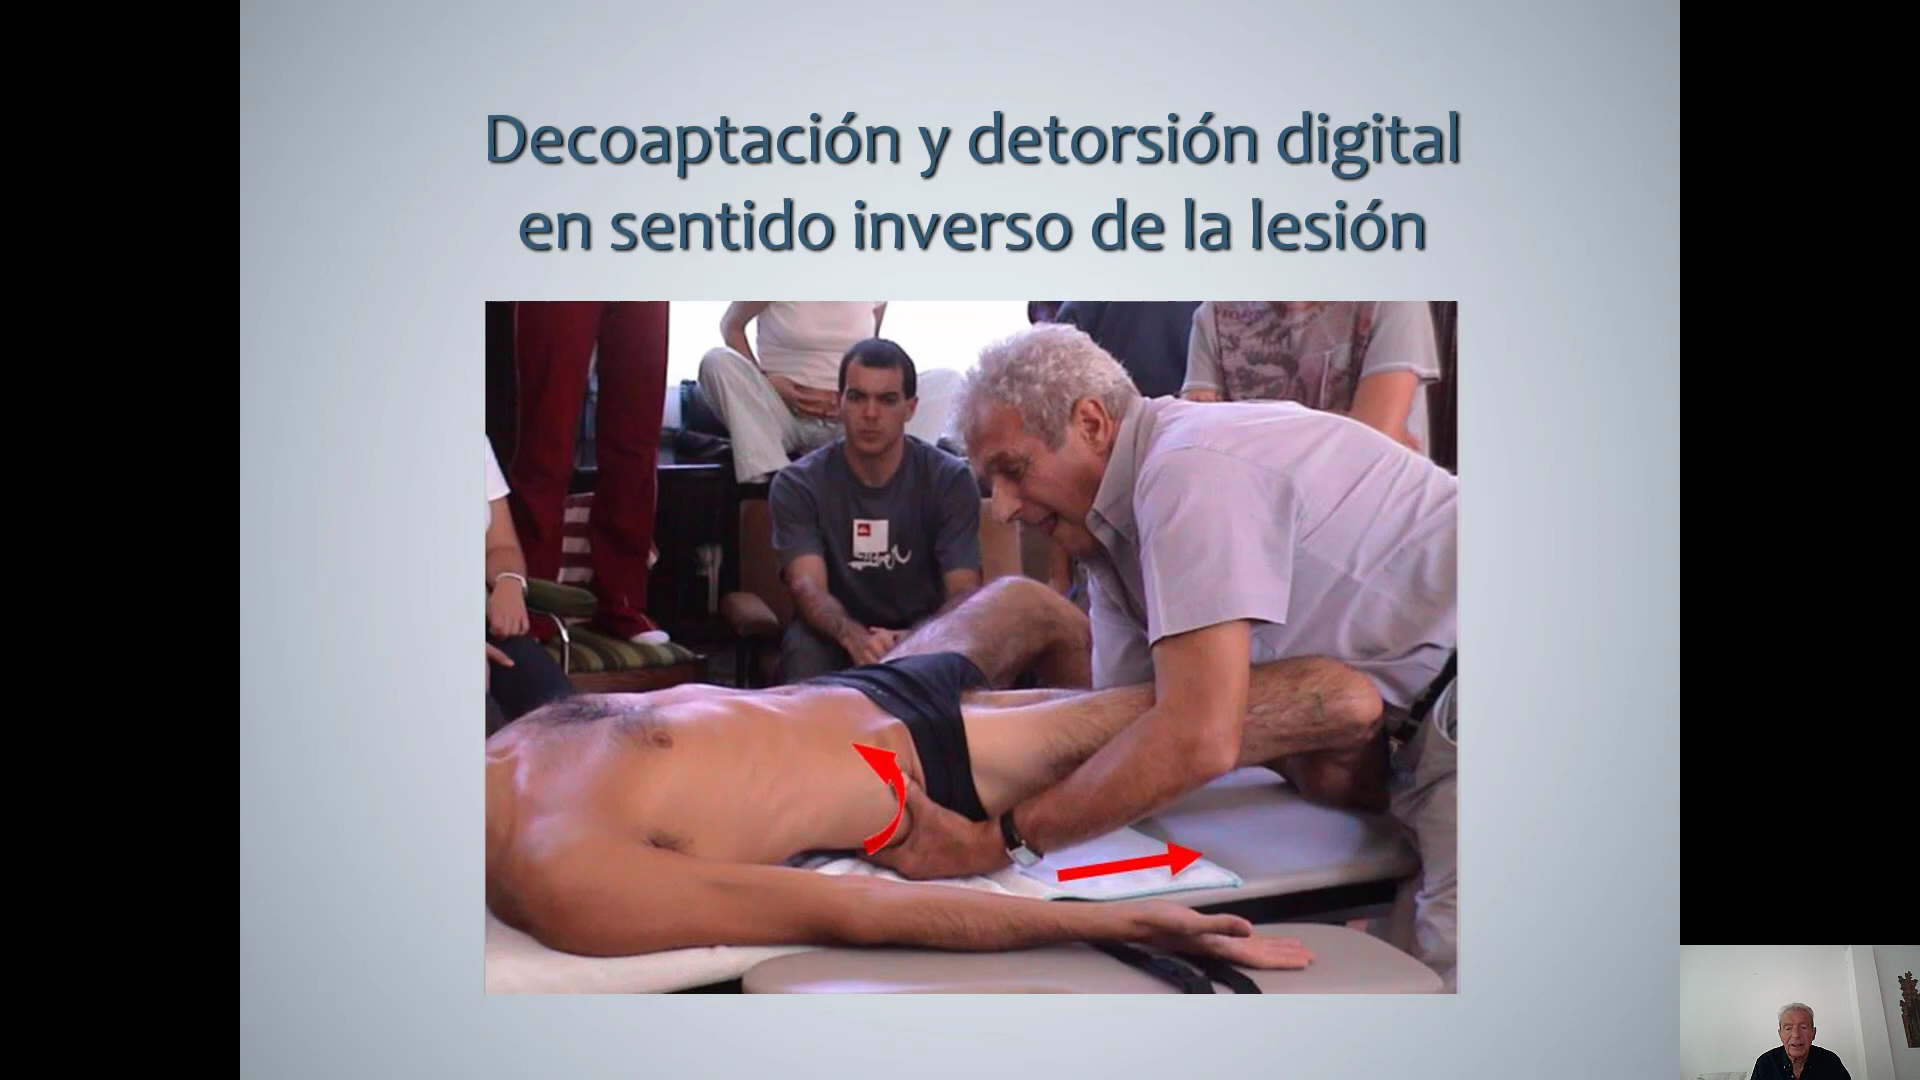 Decoaptación y detorsión digital
en sentido inverso de la lesión